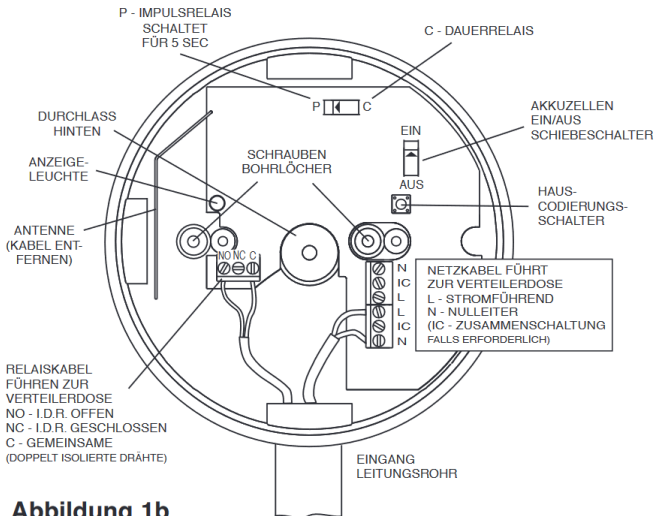 P - IMPULSRELAIS
SCHALTET
FÜR 5 SEC
C - DAUERRELAIS
P
C
DURCHLASS
HINTEN
EIN
AUS
AKKUZELLEN
EIN/AUS
SCHIEBESCHALTER
ANZEIGE-
LEUCHTE
SCHRAUBEN
BOHRLÖCHER
HAUS-
CODIERUNGS-
SCHALTER
ANTENNE
(KABEL ENT-
FERNEN)
NO NC C
N
IC
L
L
IC
N
NETZKABEL FÜHRT
ZUR VERTEILERDOSE
L - STROMFÜHREND
N - NULLEITER
(IC - ZUSAMMENSCHALTUNG
FALLS ERFORDERLICH)
RELAISKABEL
FÜHREN ZUR
VERTEILERDOSE
NO - I.D.R. OFFEN
NC - I.D.R. GESCHLOSSEN
C - GEMEINSAME
(DOPPELT ISOLIERTE DRÄHTE)
EINGANG
LEITUNGSROHR
Abbildung 1b